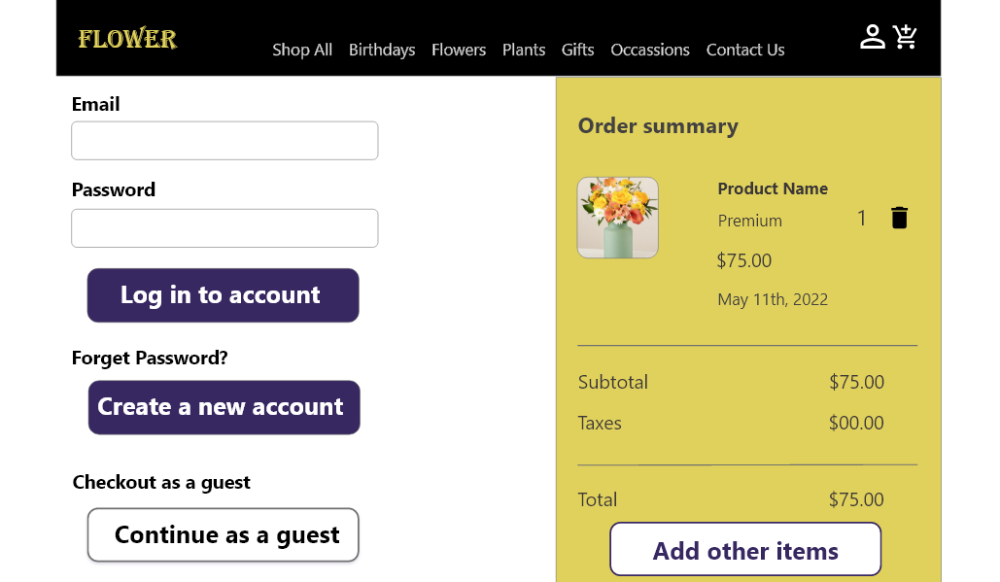 FLOWER
Shop All Birthdays Flowers Plants Gifts Occassions Contact Us
Email
Password
Log in to account
Forget Password?
Create a new account
Checkout as a guest
Continue as a guest
Order summary
Product Name
Premium 1
$75.00
May 11th, 2022
Subtotal $75.00
Taxes $00.00
Total $75.00
Add other items